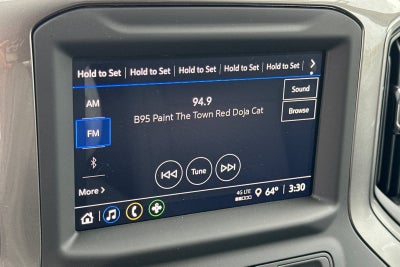 Hold to Set Hold to Set Hold to Set Hold to Set Hold to Set
AM
94.9
Sound
B95 Paint The Town Red Doja Cat
Browse
FM
Tune
More >
4G LTE 64° 3:30